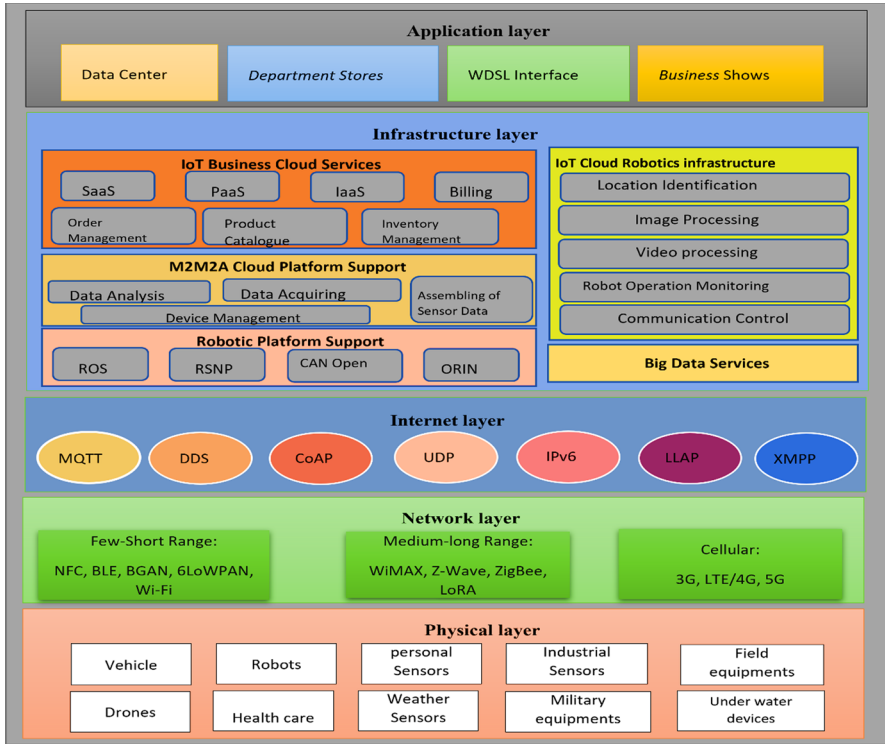 Application layer
Data Center
Department Stores
WDSL Interface
Business Shows
Infrastructure layer
IoT Business Cloud Services
SaaS
PaaS
IaaS
Billing
Order
Management
Product
Catalogue
Inventory
Management
M2M2A Cloud Platform Support
Data Analysis
Data Acquiring
Assembling of
Sensor Data
Device Management
Robotic Platform Support
ROS
RSNP
CAN Open
ORIN
IoT Cloud Robotics infrastructure
Location Identification
Image Processing
Video processing
Robot Operation Monitoring
Communication Control
Big Data Services
Internet layer
MQTT
DDS
CoAP
UDP
IPv6
LLAP
XMPP
Network layer
Few-Short Range:
NFC, BLE, BGAN, 6LoWPAN,
Wi-Fi
Medium-long Range:
WiMAX, Z-Wave, ZigBee,
LoRA
Cellular:
3G, LTE/4G, 5G
Physical layer
Vehicle
Robots
personal
Sensors
Industrial
Sensors
Field
equipments
Drones
Health care
Weather
Sensors
Military
equipments
Under water
devices